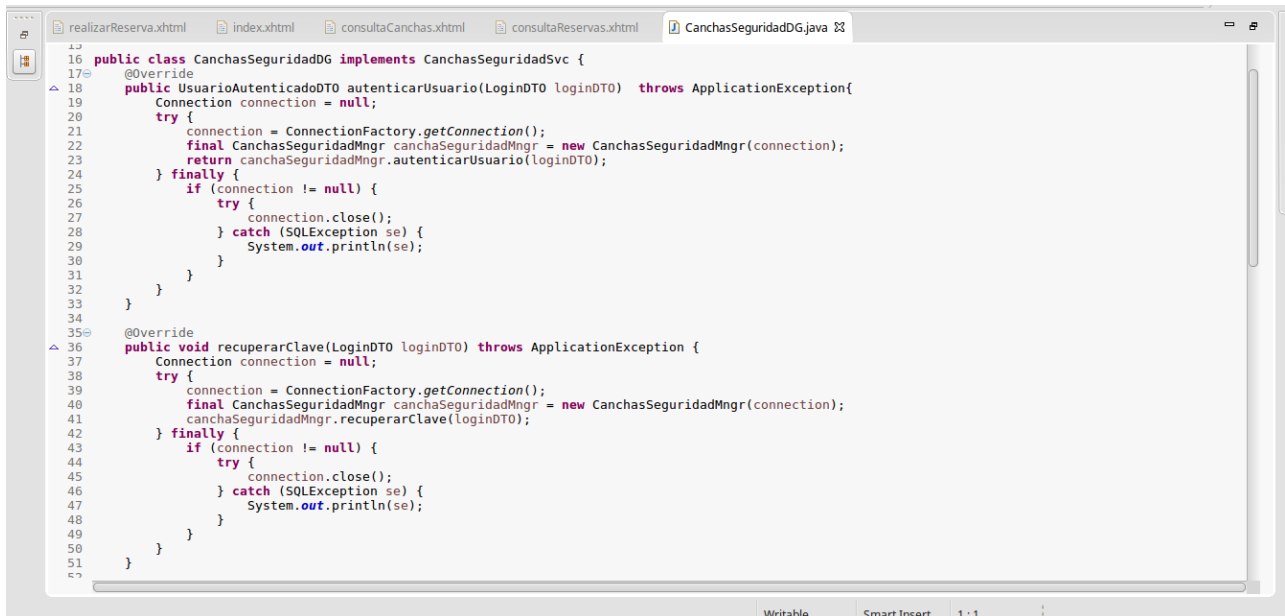 realizarReserva.xhtml index.xhtml consultaCanchas.xhtml consultaReservas.xhtml CanchasSeguridadDG.java
15
16 public class CanchasSeguridadDG implements CanchasSeguridadSvc {
17 @Override
18 public UsuarioAutenticadoDTO autenticarUsuario(LoginDTO loginDTO)  throws ApplicationException{
19 Connection connection = null;
20 try {
21 connection = ConnectionFactory.getConnection();
22 final CanchasSeguridadMngr canchaSeguridadMngr = new CanchasSeguridadMngr(connection);
23 return canchaSeguridadMngr.autenticarUsuario(loginDTO);
24 } finally {
25 if (connection != null) {
26 try {
27 connection.close();
28 } catch (SQLException se) {
29 System.out.println(se);
30 }
31 }
32 }
33 }
34
35 @Override
36 public void recuperarClave(LoginDTO loginDTO) throws ApplicationException {
37 Connection connection = null;
38 try {
39 connection = ConnectionFactory.getConnection();
40 final CanchasSeguridadMngr canchaSeguridadMngr = new CanchasSeguridadMngr(connection);
41 canchaSeguridadMngr.recuperarClave(loginDTO);
42 } finally {
43 if (connection != null) {
44 try {
45 connection.close();
46 } catch (SQLException se) {
47 System.out.println(se);
48 }
49 }
50 }
51 }
52
Writable Smart Insert 1 : 1